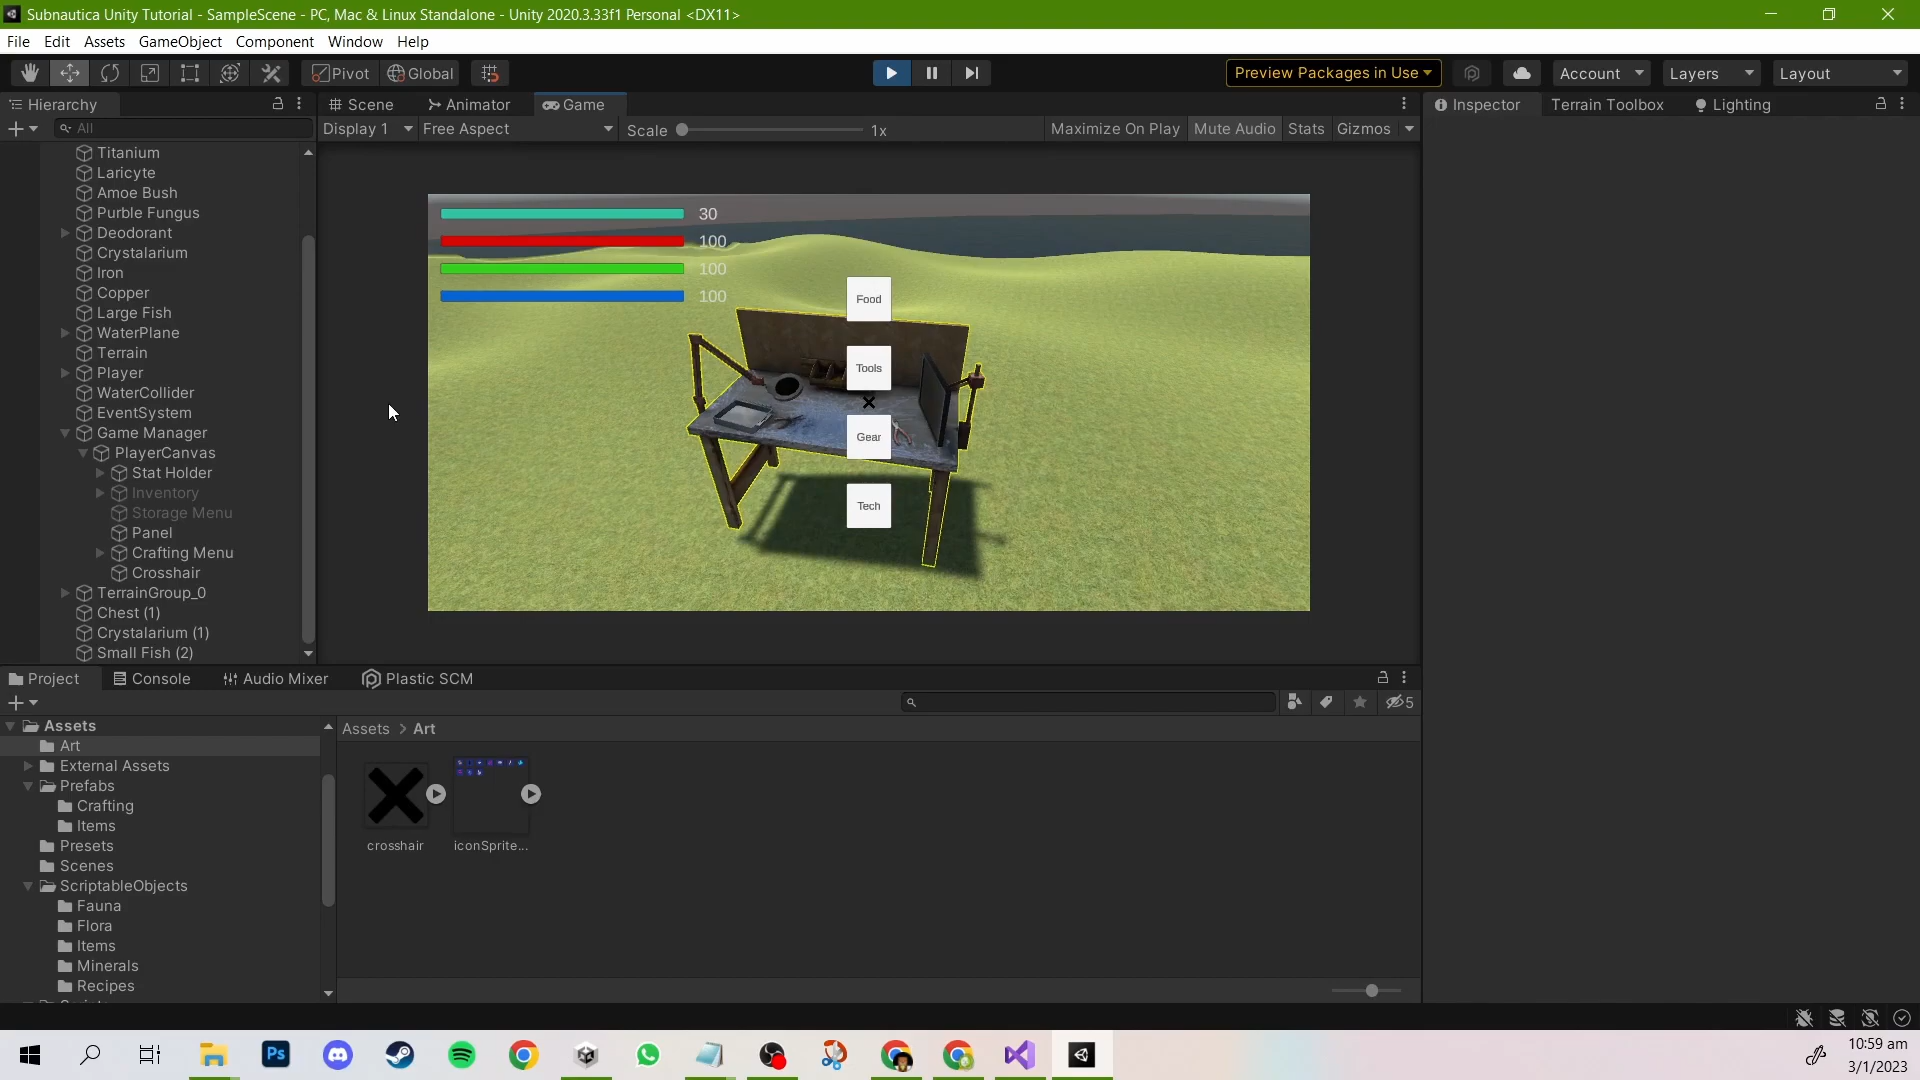 Subnautica Unity Tutorial - SampleScene - PC, Mac & Linux Standalone - Unity 2020.3.33f1 Personal <DX11>
File Edit Assets GameObject Component Window Help
Pivot Global Preview Packages in Use Account Layers Layout
Hierarchy Scene Animator Game Inspector Terrain Toolbox Lighting
All Display 1 Free Aspect Scale 1x Maximize On Play Mute Audio Stats Gizmos
Titanium
Laricyte
Amoe Bush
Purble Fungus
Deodorant
Crystalarium
Iron
Copper
Large Fish
WaterPlane
Terrain
Player
WaterCollider
EventSystem
Game Manager
PlayerCanvas
Stat Holder
Inventory
Storage Menu
Panel
Crafting Menu
Crosshair
TerrainGroup_0
Chest (1)
Crystalarium (1)
Small Fish (2)
30
100
100
100
Food
Tools
Gear
Tech
Project Console Audio Mixer Plastic SCM
5
Assets
Art
External Assets
Prefabs
Crafting
Items
Presets
Scenes
ScriptableObjects
Fauna
Flora
Items
Minerals
Recipes
Assets > Art
crosshair
iconSprite...
Ps
10:59 am
3/1/2023